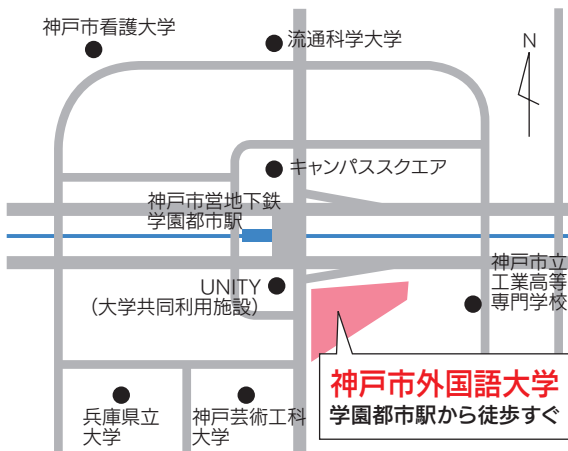 神戸市看護大学
流通科学大学
N
キャンパススクエア
神戸市営地下鉄
学園都市駅
UNITY
（大学共同利用施設）
神戸市立
工業高等
専門学校
神戸市外国語大学
学園都市駅から徒歩すぐ
兵庫県立
大学
神戸芸術工科
大学